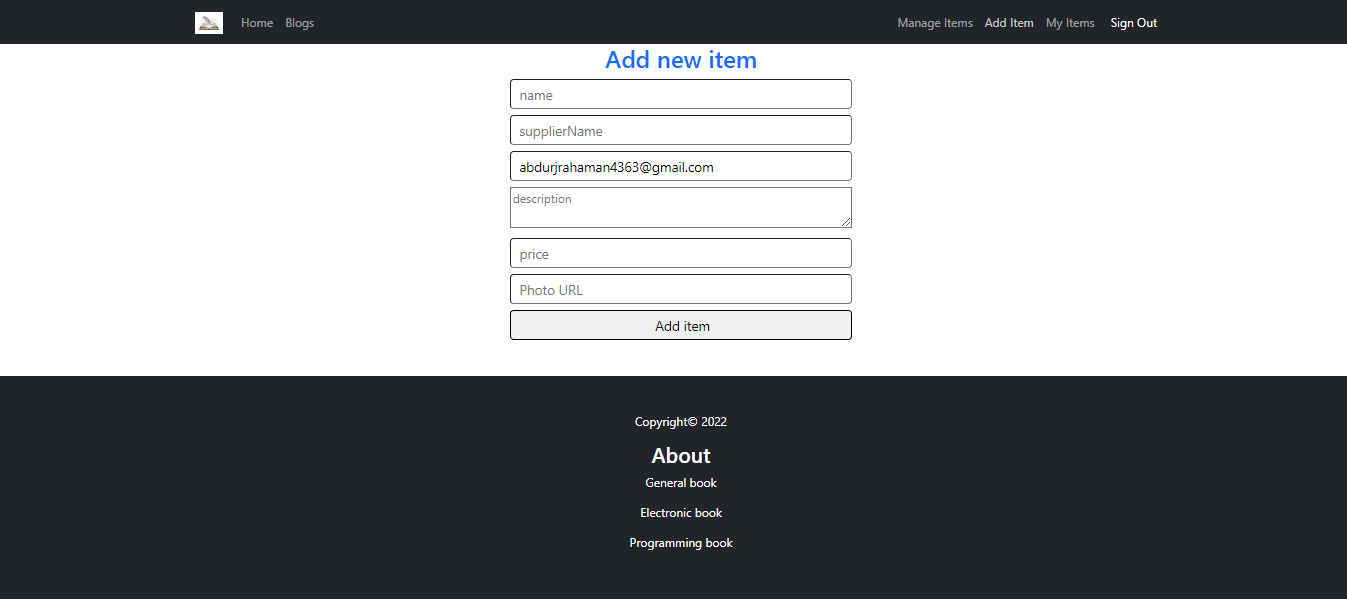 Home Blogs Manage Items Add Item My Items Sign Out
Add new item
name
supplierName
abdurjrahaman4363@gmail.com
description
price
Photo URL
Add item
Copyright© 2022
About
General book
Electronic book
Programming book